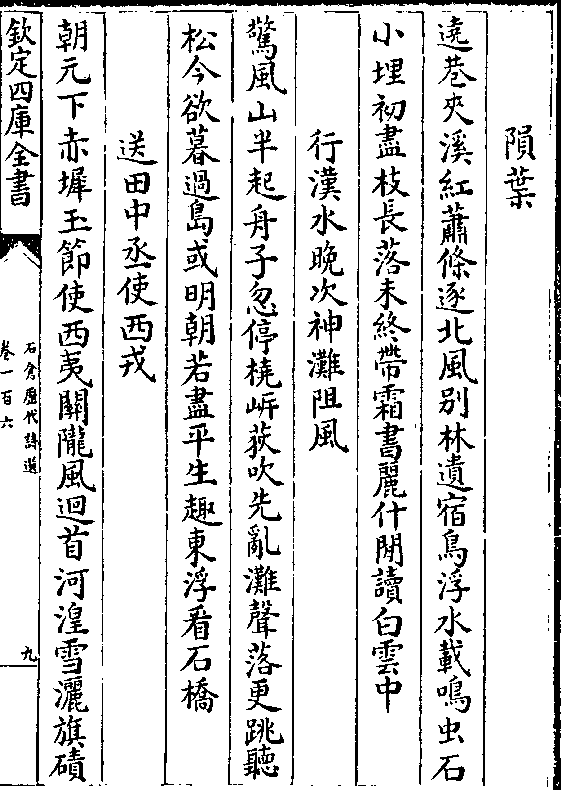 隕葉
遶巷夾溪紅蕭條逐北風别林遺宿鳥浮水載鳴虫石
小埋初盡枝長落未終帶霜書麗什閒讀白雲中
行漢水晚次神灘阻風
驚風山半起舟子忽停橈岍荻吹先亂灘聲落更跳聽
松今欲暮過島或明朝若盡平生趣東浮看石橋
送田中丞使西戎
朝元下赤墀玉節使西夷關隴風迴首河湟雪灑旗磧
欽定四庫全書
石倉歷代詩選
卷一百六
九